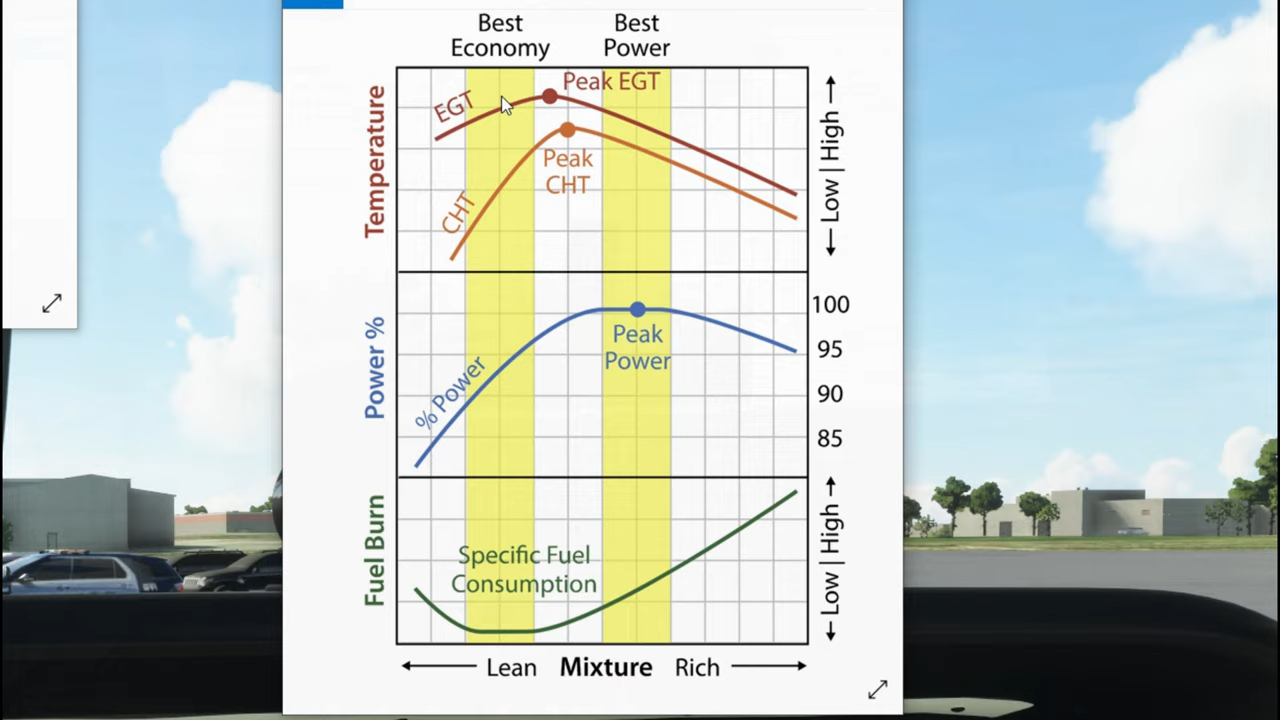 Best
Economy
Best
Power
Temperature
EGT
Peak EGT
CHT
Peak
CHT
← Low | High →
Power %
% Power
Peak
Power
100
95
90
85
Fuel Burn
Specific Fuel
Consumption
← Low | High →
← Lean Mixture Rich →